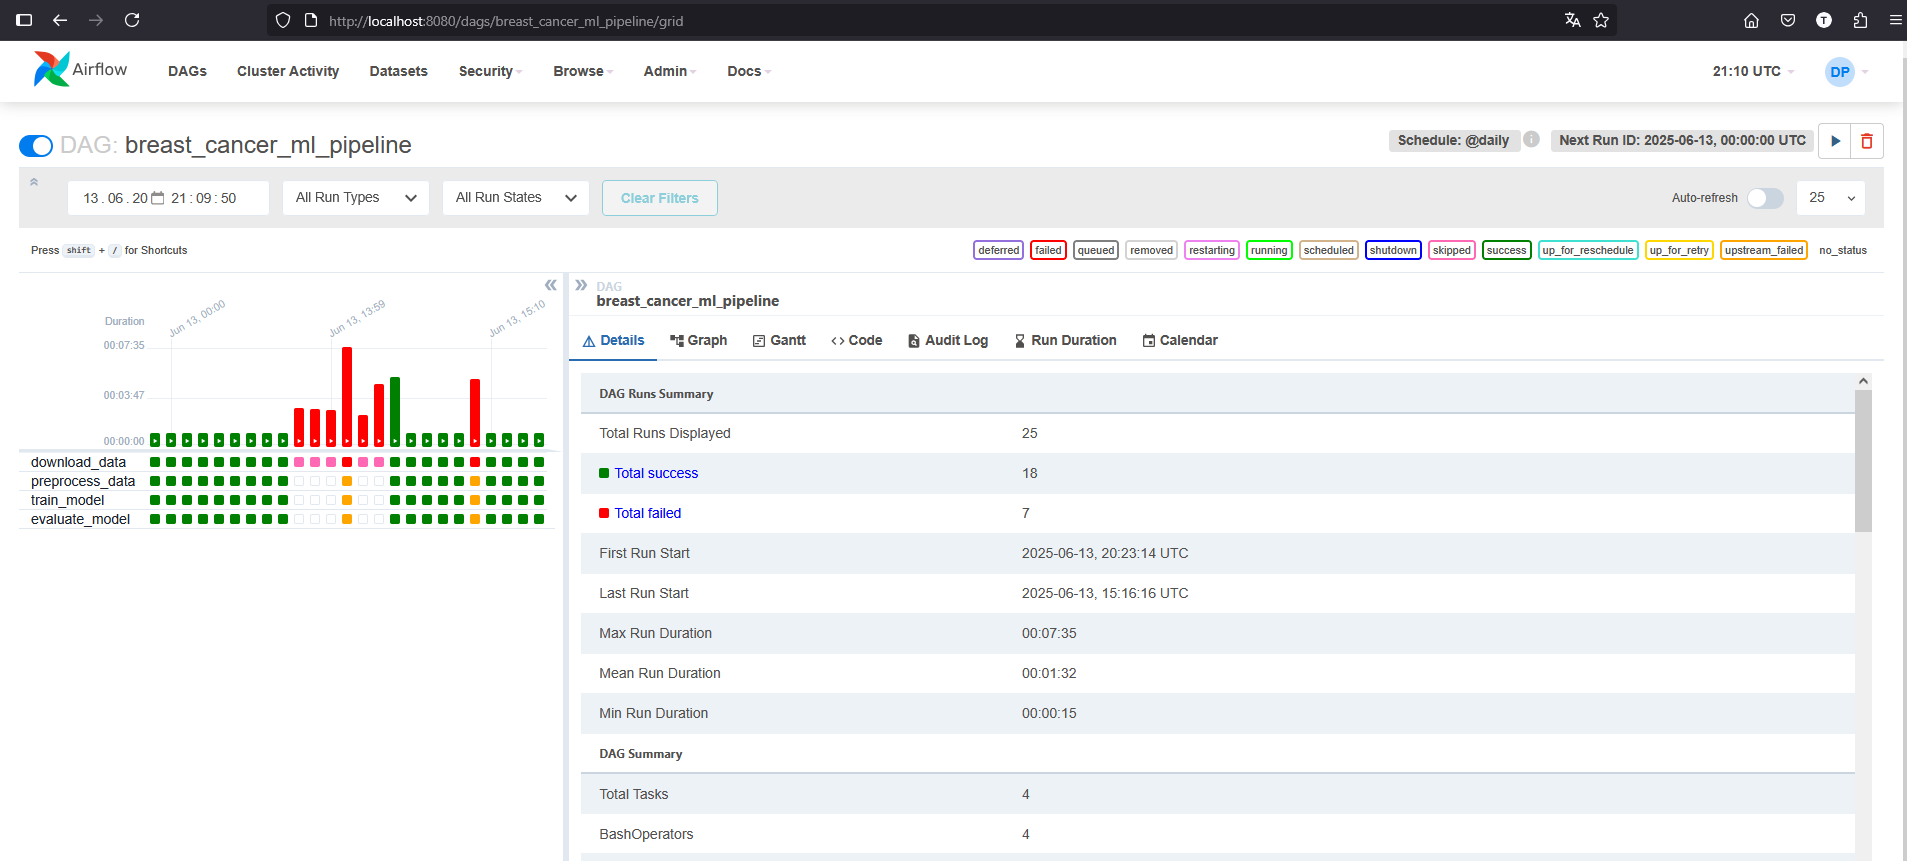 http://localhost:8080/dags/breast_cancer_ml_pipeline/grid
T
Airflow
DAGs Cluster Activity Datasets Security Browse Admin Docs 21:10 UTC DP
DAG: breast_cancer_ml_pipeline
Schedule: @daily i Next Run ID: 2025-06-13, 00:00:00 UTC
13.06.20 21:09:50 All Run Types All Run States Clear Filters Auto-refresh 25
Press shift + / for Shortcuts
deferred failed queued removed restarting running scheduled shutdown skipped success up_for_reschedule up_for_retry upstream_failed no_status
Duration
Jun 13, 00:00 Jun 13, 13:59 Jun 13, 15:10
00:07:35
00:03:47
00:00:00
download_data
preprocess_data
train_model
evaluate_model
DAG
breast_cancer_ml_pipeline
Details Graph Gantt Code Audit Log Run Duration Calendar
DAG Runs Summary
Total Runs Displayed 25
Total success 18
Total failed 7
First Run Start 2025-06-13, 20:23:14 UTC
Last Run Start 2025-06-13, 15:16:16 UTC
Max Run Duration 00:07:35
Mean Run Duration 00:01:32
Min Run Duration 00:00:15
DAG Summary
Total Tasks 4
BashOperators 4